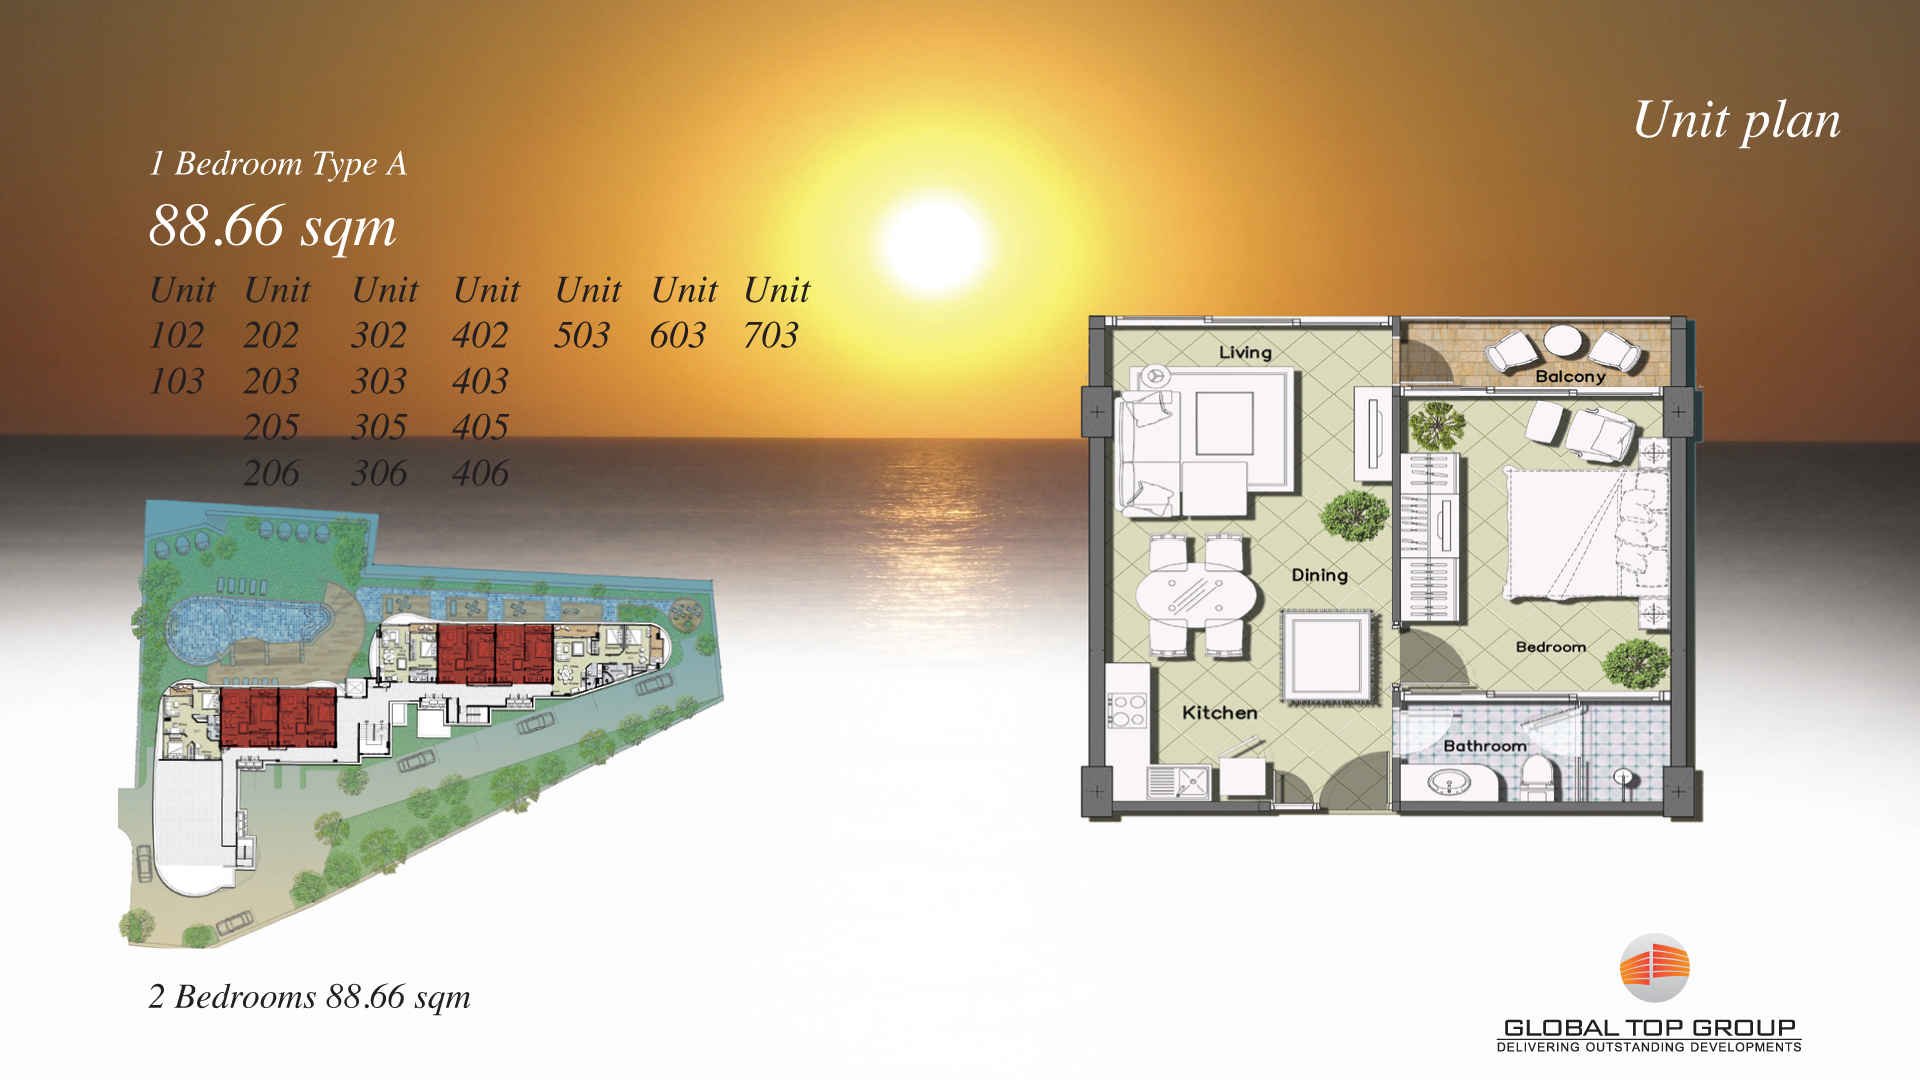 Unit plan
1 Bedroom Type A
88.66 sqm
Unit Unit Unit Unit Unit Unit Unit
102 202 302 402 503 603 703
103 203 303 403
205 305 405
206 306 406
Living
Balcony
Dining
Bedroom
Kitchen
Bathroom
2 Bedrooms 88.66 sqm
GLOBAL TOP GROUP
DELIVERING OUTSTANDING DEVELOPMENTS